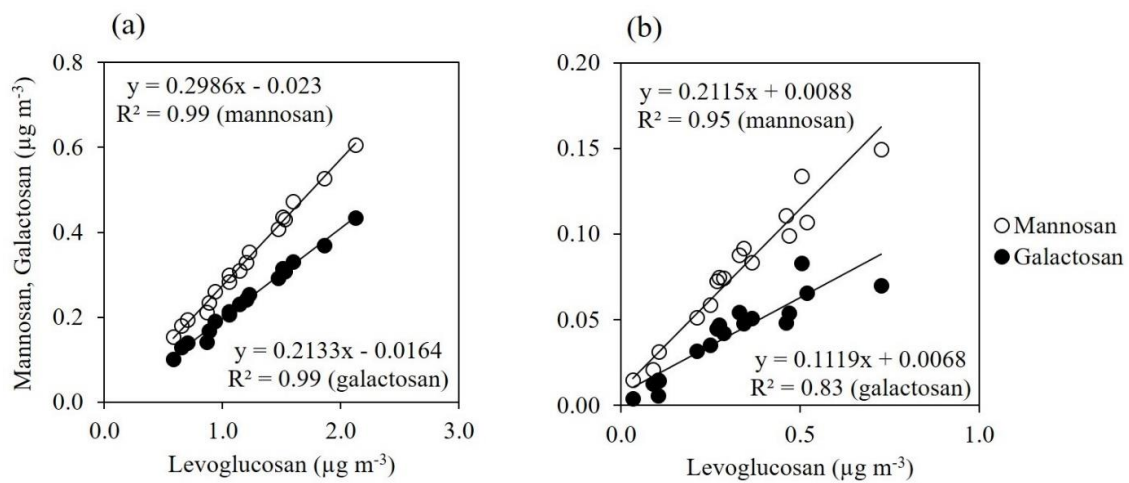 (a)
Mannosan, Galactosan (µg m⁻³)
0.8
0.6
0.4
0.2
0.0
y = 0.2986x - 0.023
R² = 0.99 (mannosan)
y = 0.2133x - 0.0164
R² = 0.99 (galactosan)
0.0 1.0 2.0 3.0
Levoglucosan (µg m⁻³)
(b)
0.20
0.15
0.10
0.05
0.00
y = 0.2115x + 0.0088
R² = 0.95 (mannosan)
y = 0.1119x + 0.0068
R² = 0.83 (galactosan)
0.0 0.5 1.0
Levoglucosan (µg m⁻³)
Mannosan
Galactosan